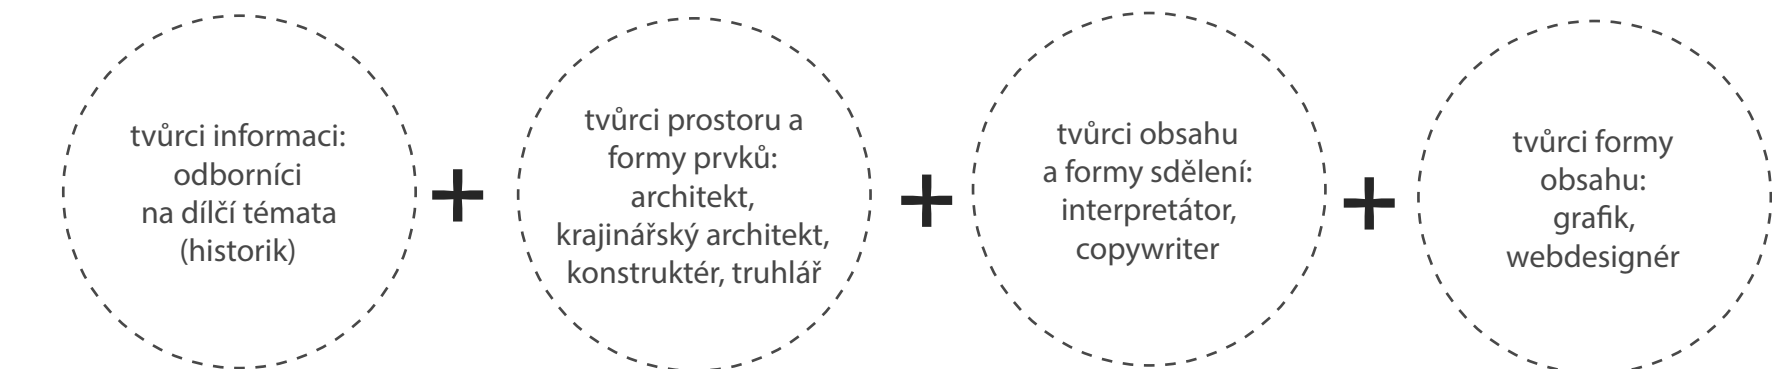 tvůrci informaci:
odborníci
na dílčí témata
(historik)
+
tvůrci prostoru a
formy prvků:
architekt,
krajinářský architekt,
konstruktér, truhlář
+
tvůrci obsahu
a formy sdělení:
interpretátor,
copywriter
+
tvůrci formy
obsahu:
grafik,
webdesignér